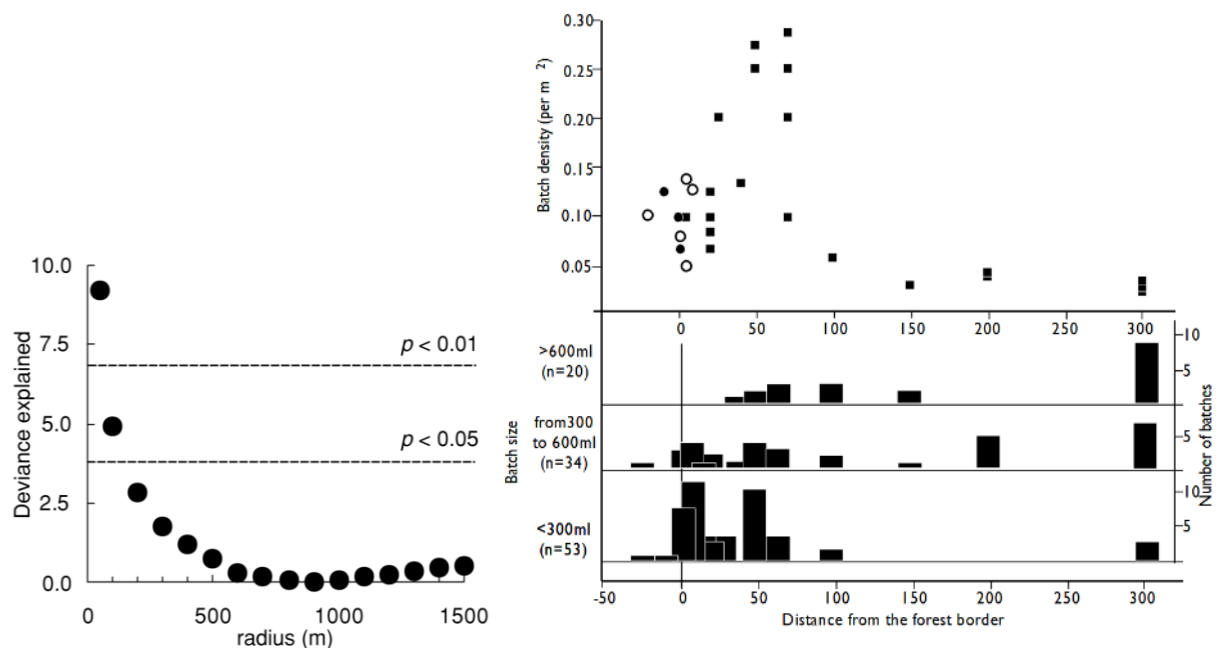 10.0
7.5
5.0
2.5
0.0
Deviance explained
p < 0.01
p < 0.05
0 500 1000 1500
radius (m)
0.30
0.25
0.20
0.15
0.10
0.05
Batch density (per m 2)
0 50 100 150 200 250 300
>600ml
(n=20)
from300
to 600ml
(n=34)
<300ml
(n=53)
Batch size
10
5
5
10
5
Number of batches
-50 0 50 100 150 200 250 300
Distance from the forest border